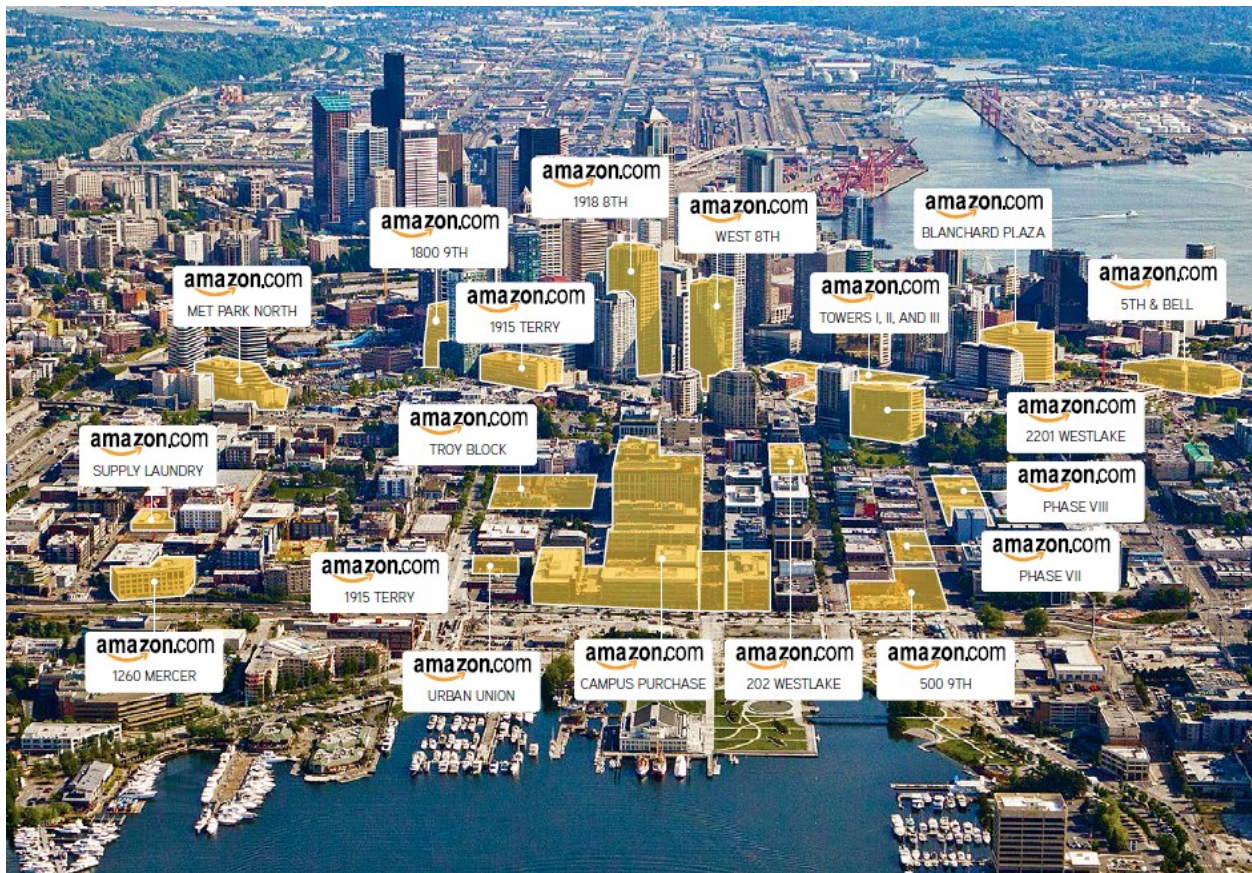 amazon.com
1918 8TH
amazon.com
WEST 8TH
amazon.com
BLANCHARD PLAZA
amazon.com
1800 9TH
amazon.com
MET PARK NORTH
amazon.com
1915 TERRY
amazon.com
TOWERS I, II, AND III
amazon.com
5TH & BELL
amazon.com
TROY BLOCK
amazon.com
2201 WESTLAKE
amazon.com
SUPPLY LAUNDRY
amazon.com
PHASE VIII
amazon.com
1915 TERRY
amazon.com
PHASE VII
amazon.com
1260 MERCER
amazon.com
URBAN UNION
amazon.com
CAMPUS PURCHASE
amazon.com
202 WESTLAKE
amazon.com
500 9TH